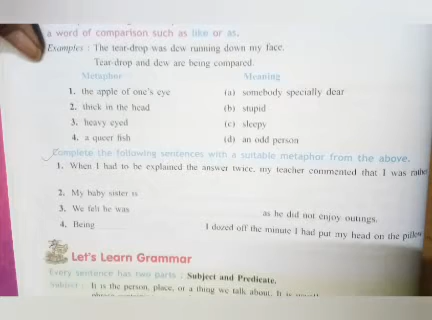 a word of comparison such as like or as.
Examples : The tear-drop was dew running down my face.
Tear-drop and dew are being compared.
Metaphor Meaning
1. the apple of one's eye (a) somebody specially dear
2. thick in the head (b) stupid
3. heavy eyed (c) sleepy
4. a queer fish (d) an odd person
Complete the following sentences with a suitable metaphor from the above.
1. When I had to be explained the answer twice, my teacher commented that I was rather
2. My baby sister is
3. We felt he was as he did not enjoy outings.
4. Being I dozed off the minute I had put my head on the pillow
Let's Learn Grammar
Every sentence has two parts : Subject and Predicate.
Subject : It is the person, place, or a thing we talk about. It is